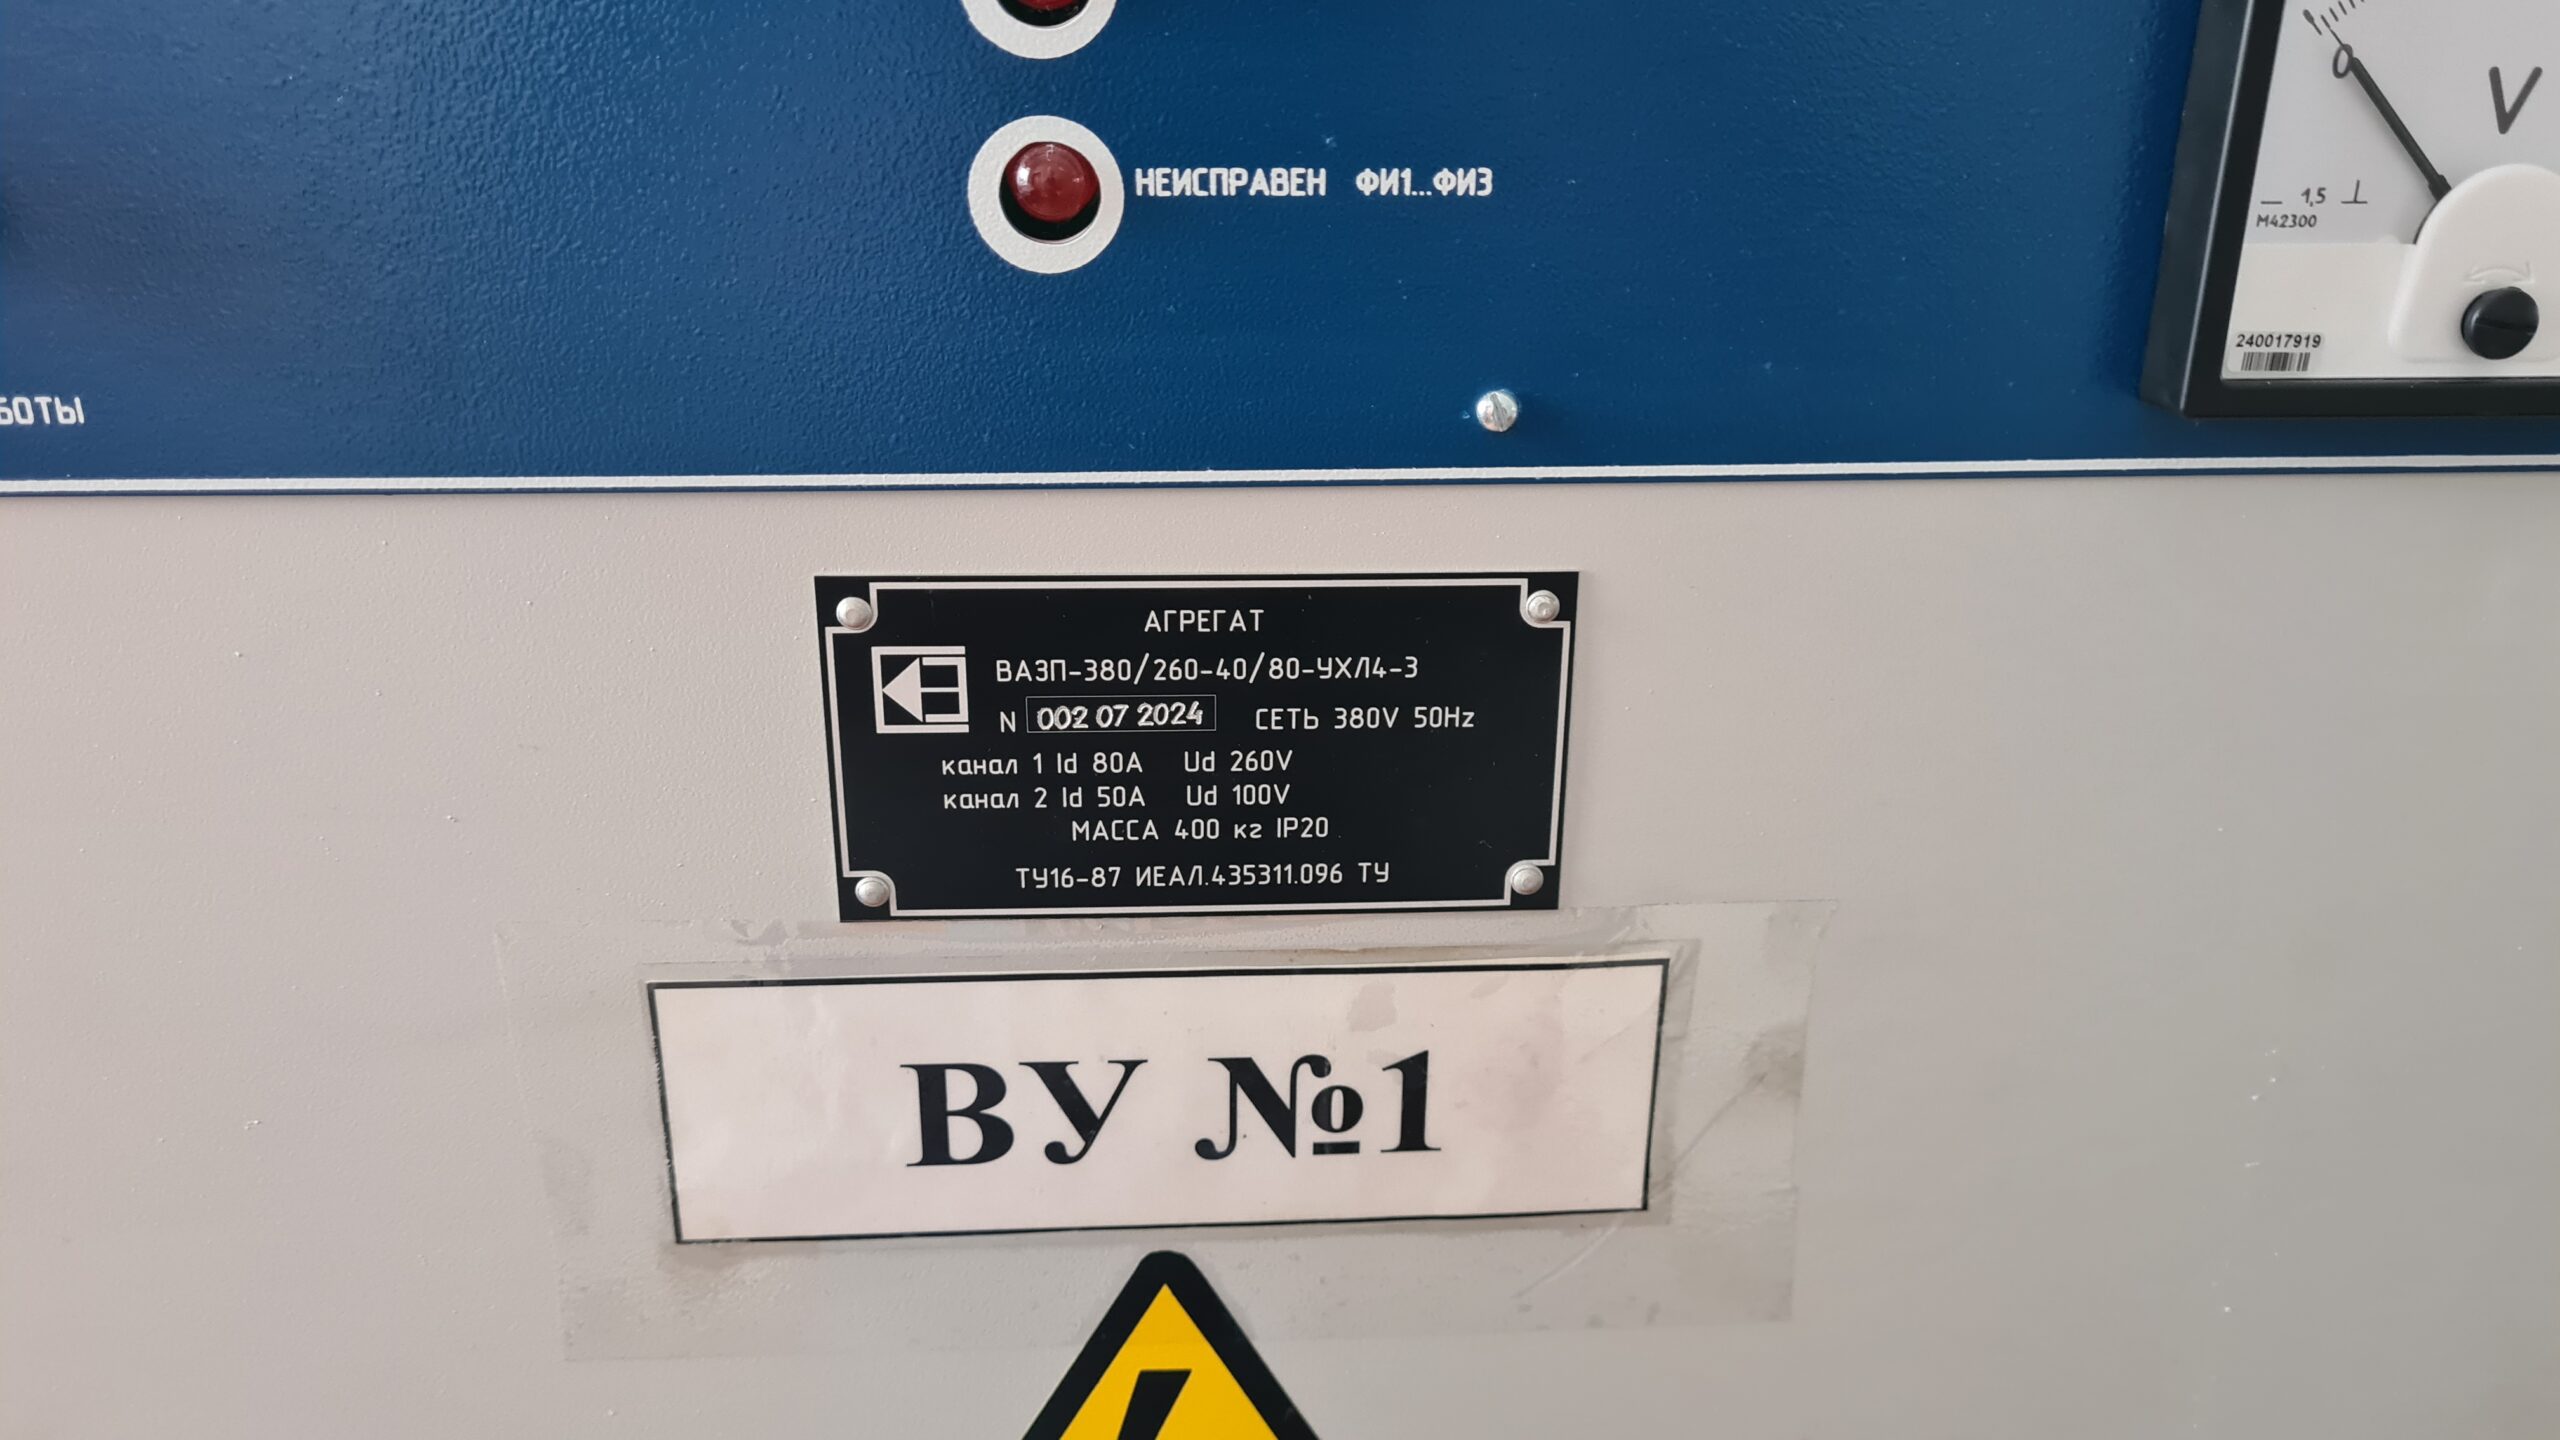 НЕИСПРАВЕН ФИ1...ФИ3
V
0
1,5
М42300
240017919
БОТЫ
АГРЕГАТ
ВАЗП-380/260-40/80-УХЛ4-3
N 002 07 2024 СЕТЬ 380V 50Hz
канал 1 Id 80A Ud 260V
канал 2 Id 50A Ud 100V
МАССА 400 кг IP20
ТУ16-87 ИЕАЛ.435311.096 ТУ
ВУ №1